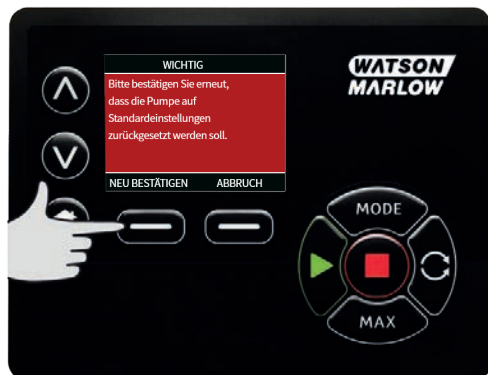 WICHTIG
Bitte bestätigen Sie erneut,
dass die Pumpe auf
Standardeinstellungen
zurückgesetzt werden soll.
NEU BESTÄTIGEN ABBRUCH
WATSON
MARLOW
MODE
MAX